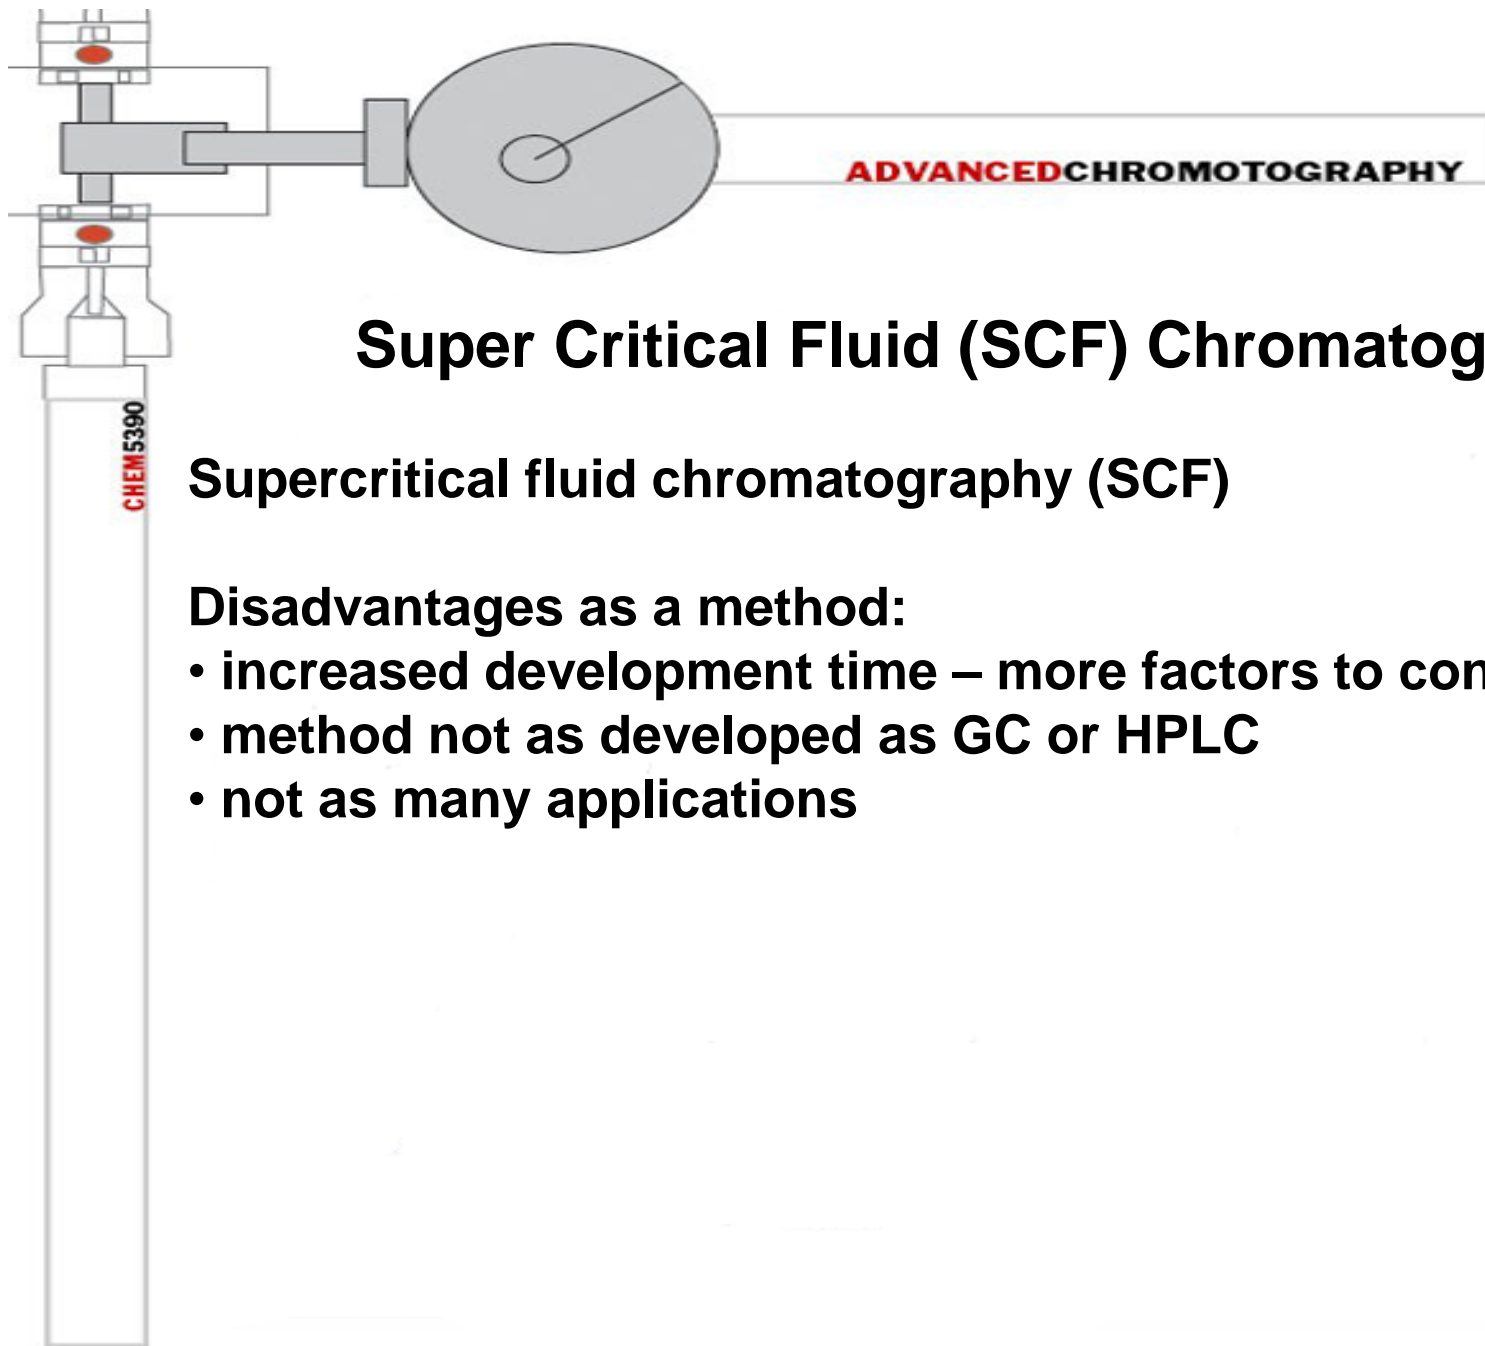 ADVANCEDCHROMOTOGRAPHY
Super Critical Fluid (SCF) Chromatog
CHEM5390
Supercritical fluid chromatography (SCF)
Disadvantages as a method:
• increased development time – more factors to con
• method not as developed as GC or HPLC
• not as many applications